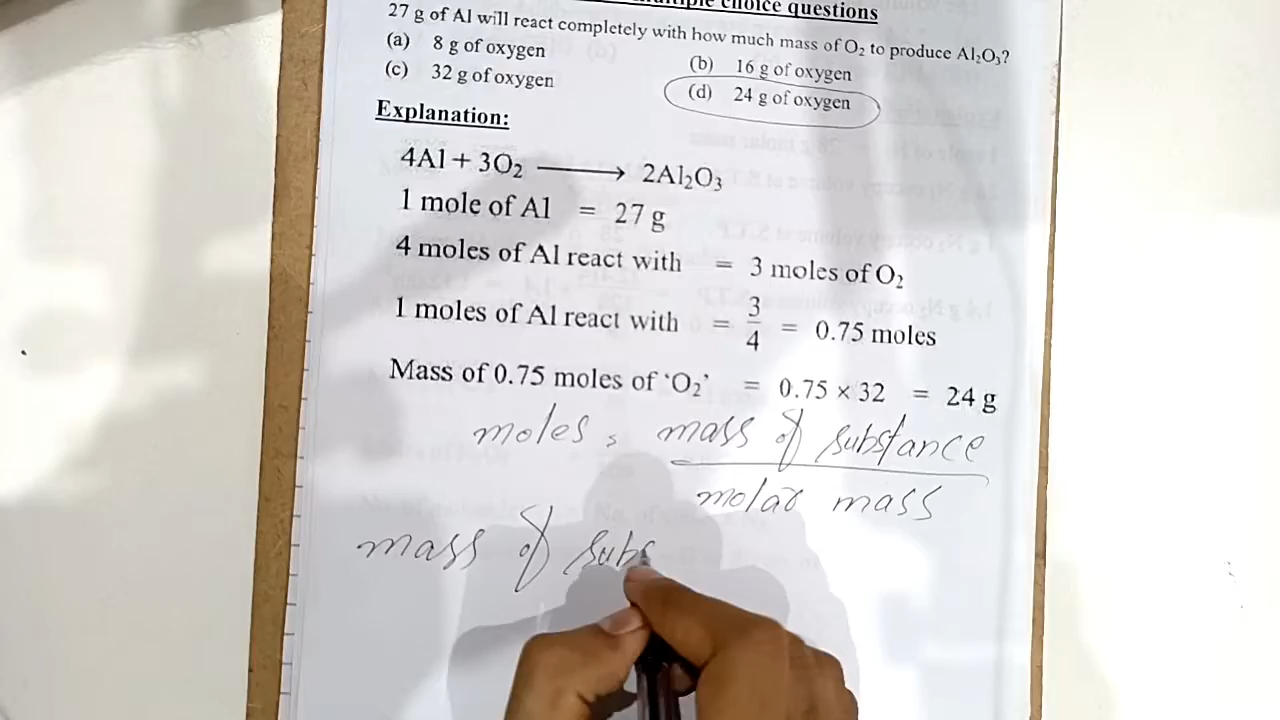 choice questions
27 g of Al will react completely with how much mass of O₂ to produce Al₂O₃?
(a) 8 g of oxygen (b) 16 g of oxygen
(c) 32 g of oxygen (d) 24 g of oxygen
Explanation:
4Al + 3O₂ ⟶ 2Al₂O₃
1 mole of Al = 27 g
4 moles of Al react with = 3 moles of O₂
1 moles of Al react with = 3/4 = 0.75 moles
Mass of 0.75 moles of ‘O₂’ = 0.75 × 32 = 24 g
moles = mass of substance
molar mass
mass of subs